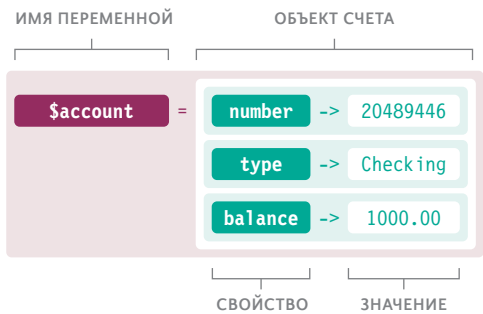 ИМЯ ПЕРЕМЕННОЙ ОБЪЕКТ СЧЕТА
$account = number -> 20489446
type -> Checking
balance -> 1000.00
СВОЙСТВО ЗНАЧЕНИЕ